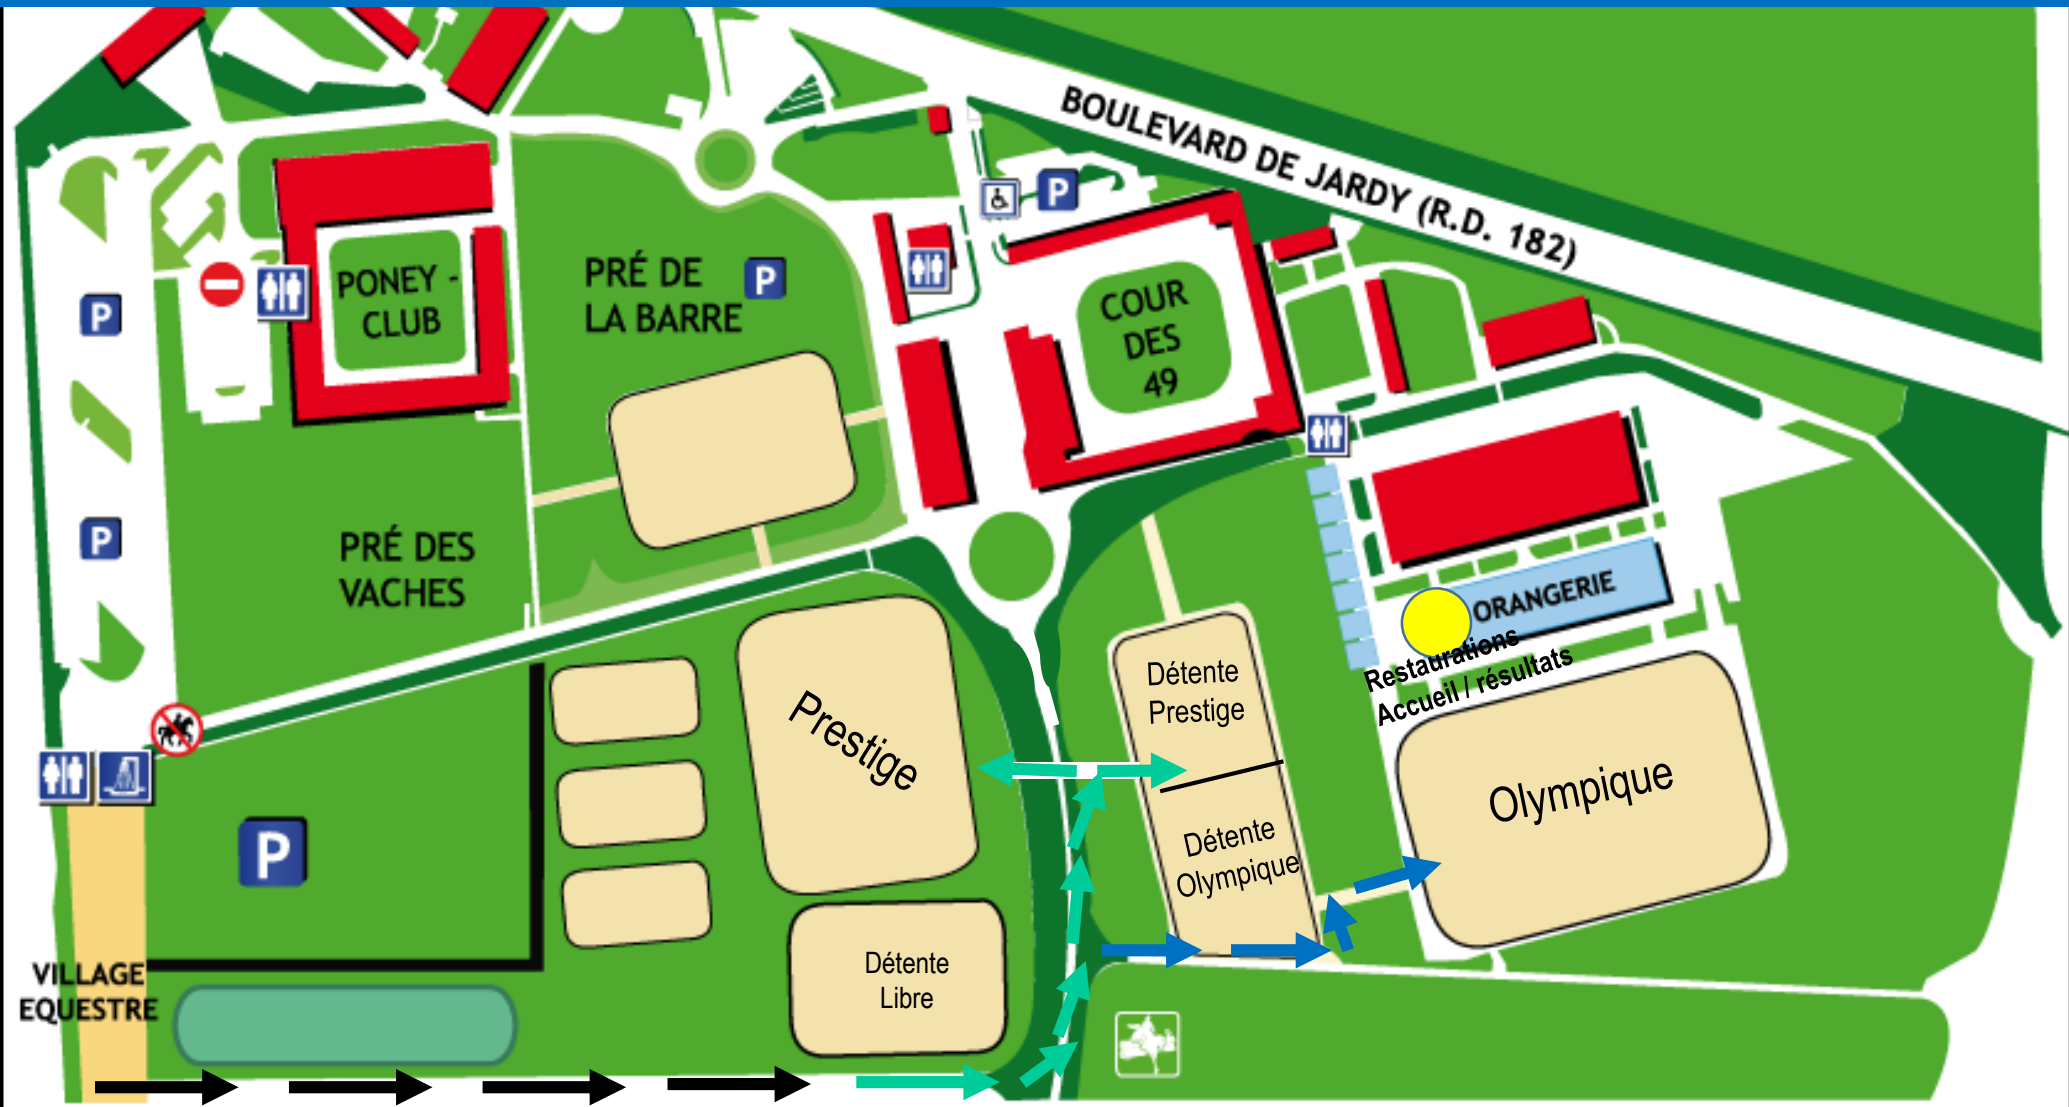 BOULEVARD DE JARDY (R.D. 182)
P
PONEY -
CLUB
PRÉ DE
LA BARRE
P
COUR
DES
49
P
P
PRÉ DES
VACHES
ORANGERIE
Restaurations
Accueil / résultats
Prestige
Détente
Prestige
Olympique
Détente
Olympique
P
Détente
Libre
VILLAGE
EQUESTRE